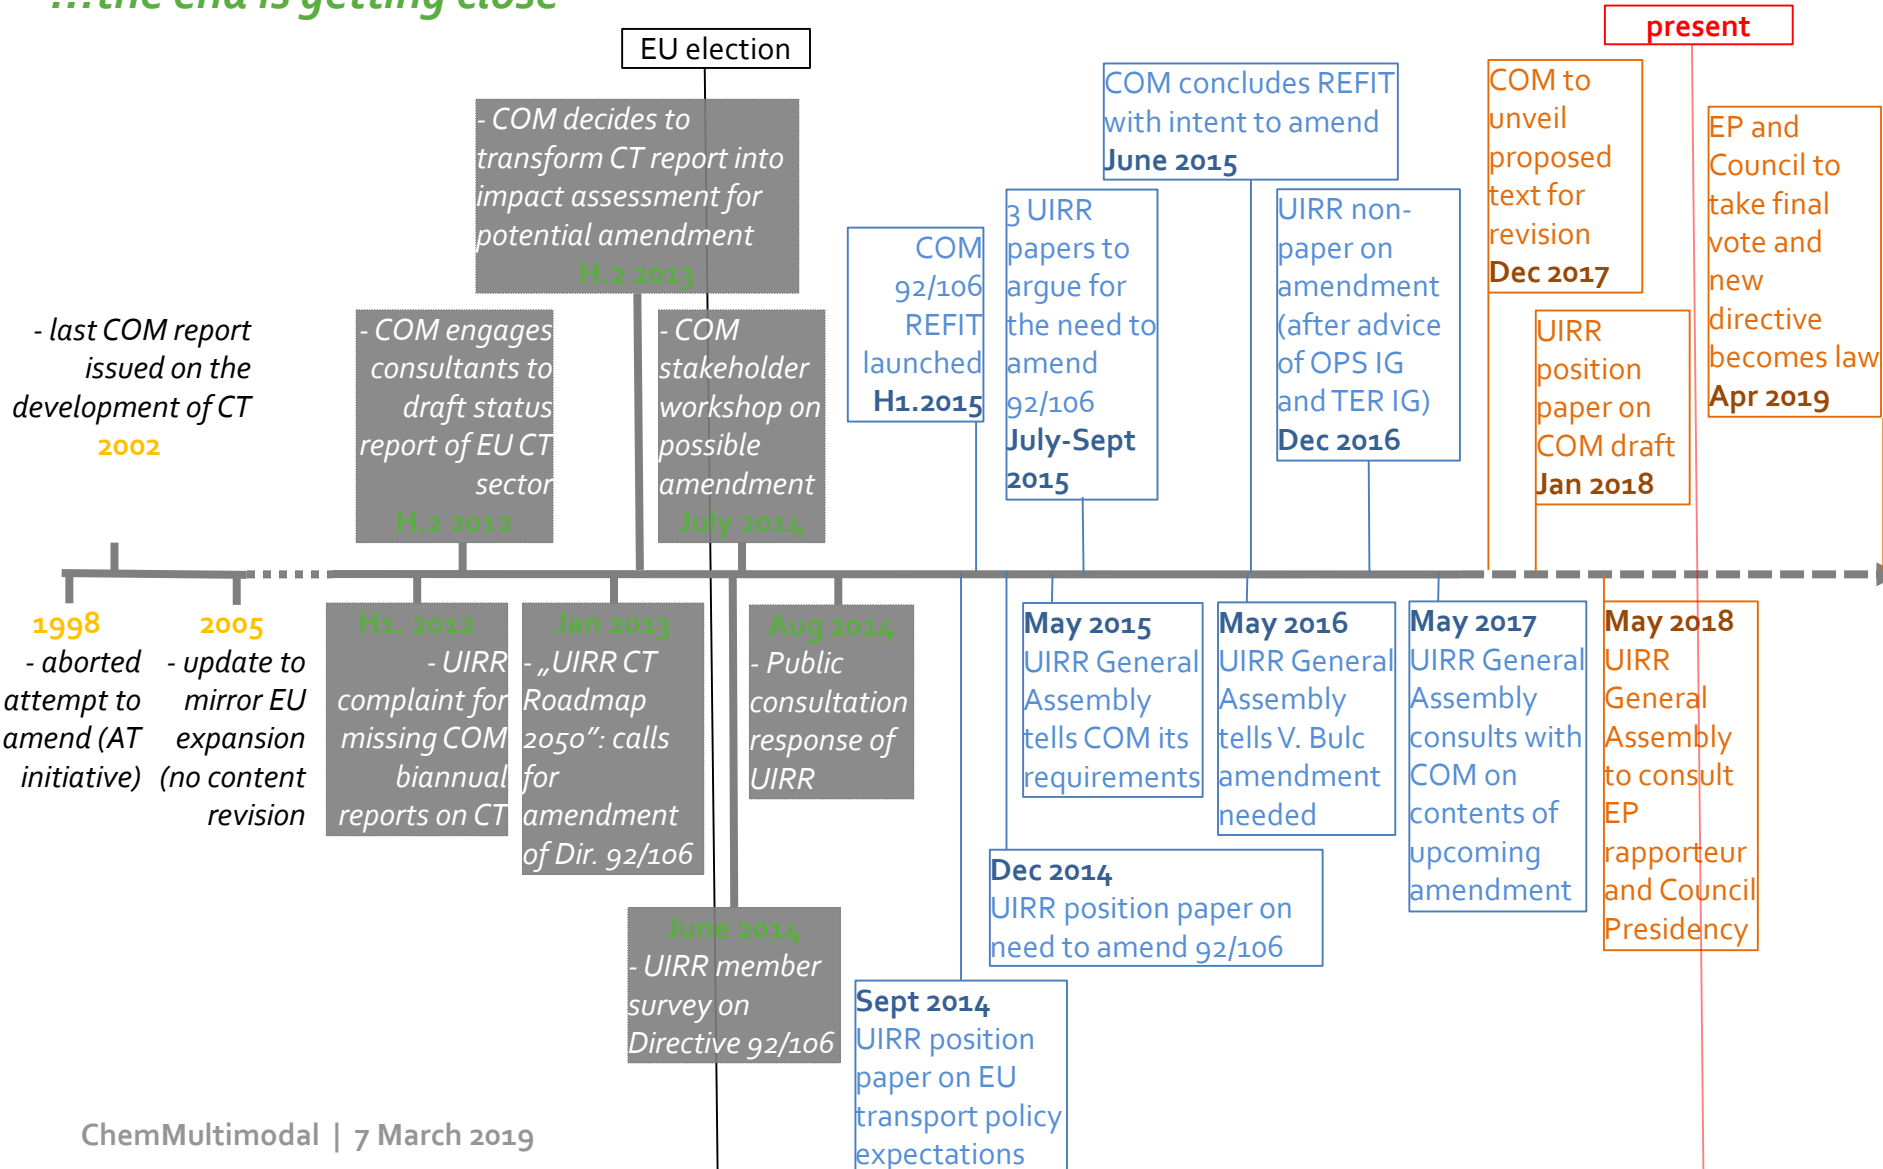 ...the end is getting close
present
EU election
- COM decides to
transform CT report into
impact assessment for
potential amendment
H.2 2013
COM concludes REFIT
with intent to amend
June 2015
COM to
unveil
proposed
text for
revision
Dec 2017
EP and
Council to
take final
vote and
new
directive
becomes law
Apr 2019
COM
92/106
REFIT
launched
H1.2015
3 UIRR
papers to
argue for
the need to
amend
92/106
July-Sept
2015
UIRR non-
paper on
amendment
(after advice
of OPS IG
and TER IG)
Dec 2016
UIRR
position
paper on
COM draft
Jan 2018
- last COM report
issued on the
development of CT
2002
- COM engages
consultants to
draft status
report of EU CT
sector
H.2 2012
- COM
stakeholder
workshop on
possible
amendment
July 2014
1998
- aborted
attempt to
amend (AT
initiative)
2005
- update to
mirror EU
expansion
(no content
revision
H1. 2012
- UIRR
complaint for
missing COM
biannual
reports on CT
Jan 2013
- „UIRR CT
Roadmap
2050”: calls
for
amendment
of Dir. 92/106
Aug 2014
- Public
consultation
response of
UIRR
May 2015
UIRR General
Assembly
tells COM its
requirements
May 2016
UIRR General
Assembly
tells V. Bulc
amendment
needed
May 2017
UIRR General
Assembly
consults with
COM on
contents of
upcoming
amendment
May 2018
UIRR
General
Assembly
to consult
EP
rapporteur
and Council
Presidency
Dec 2014
UIRR position paper on
need to amend 92/106
June 2014
- UIRR member
survey on
Directive 92/106
Sept 2014
UIRR position
paper on EU
transport policy
expectations
ChemMultimodal | 7 March 2019